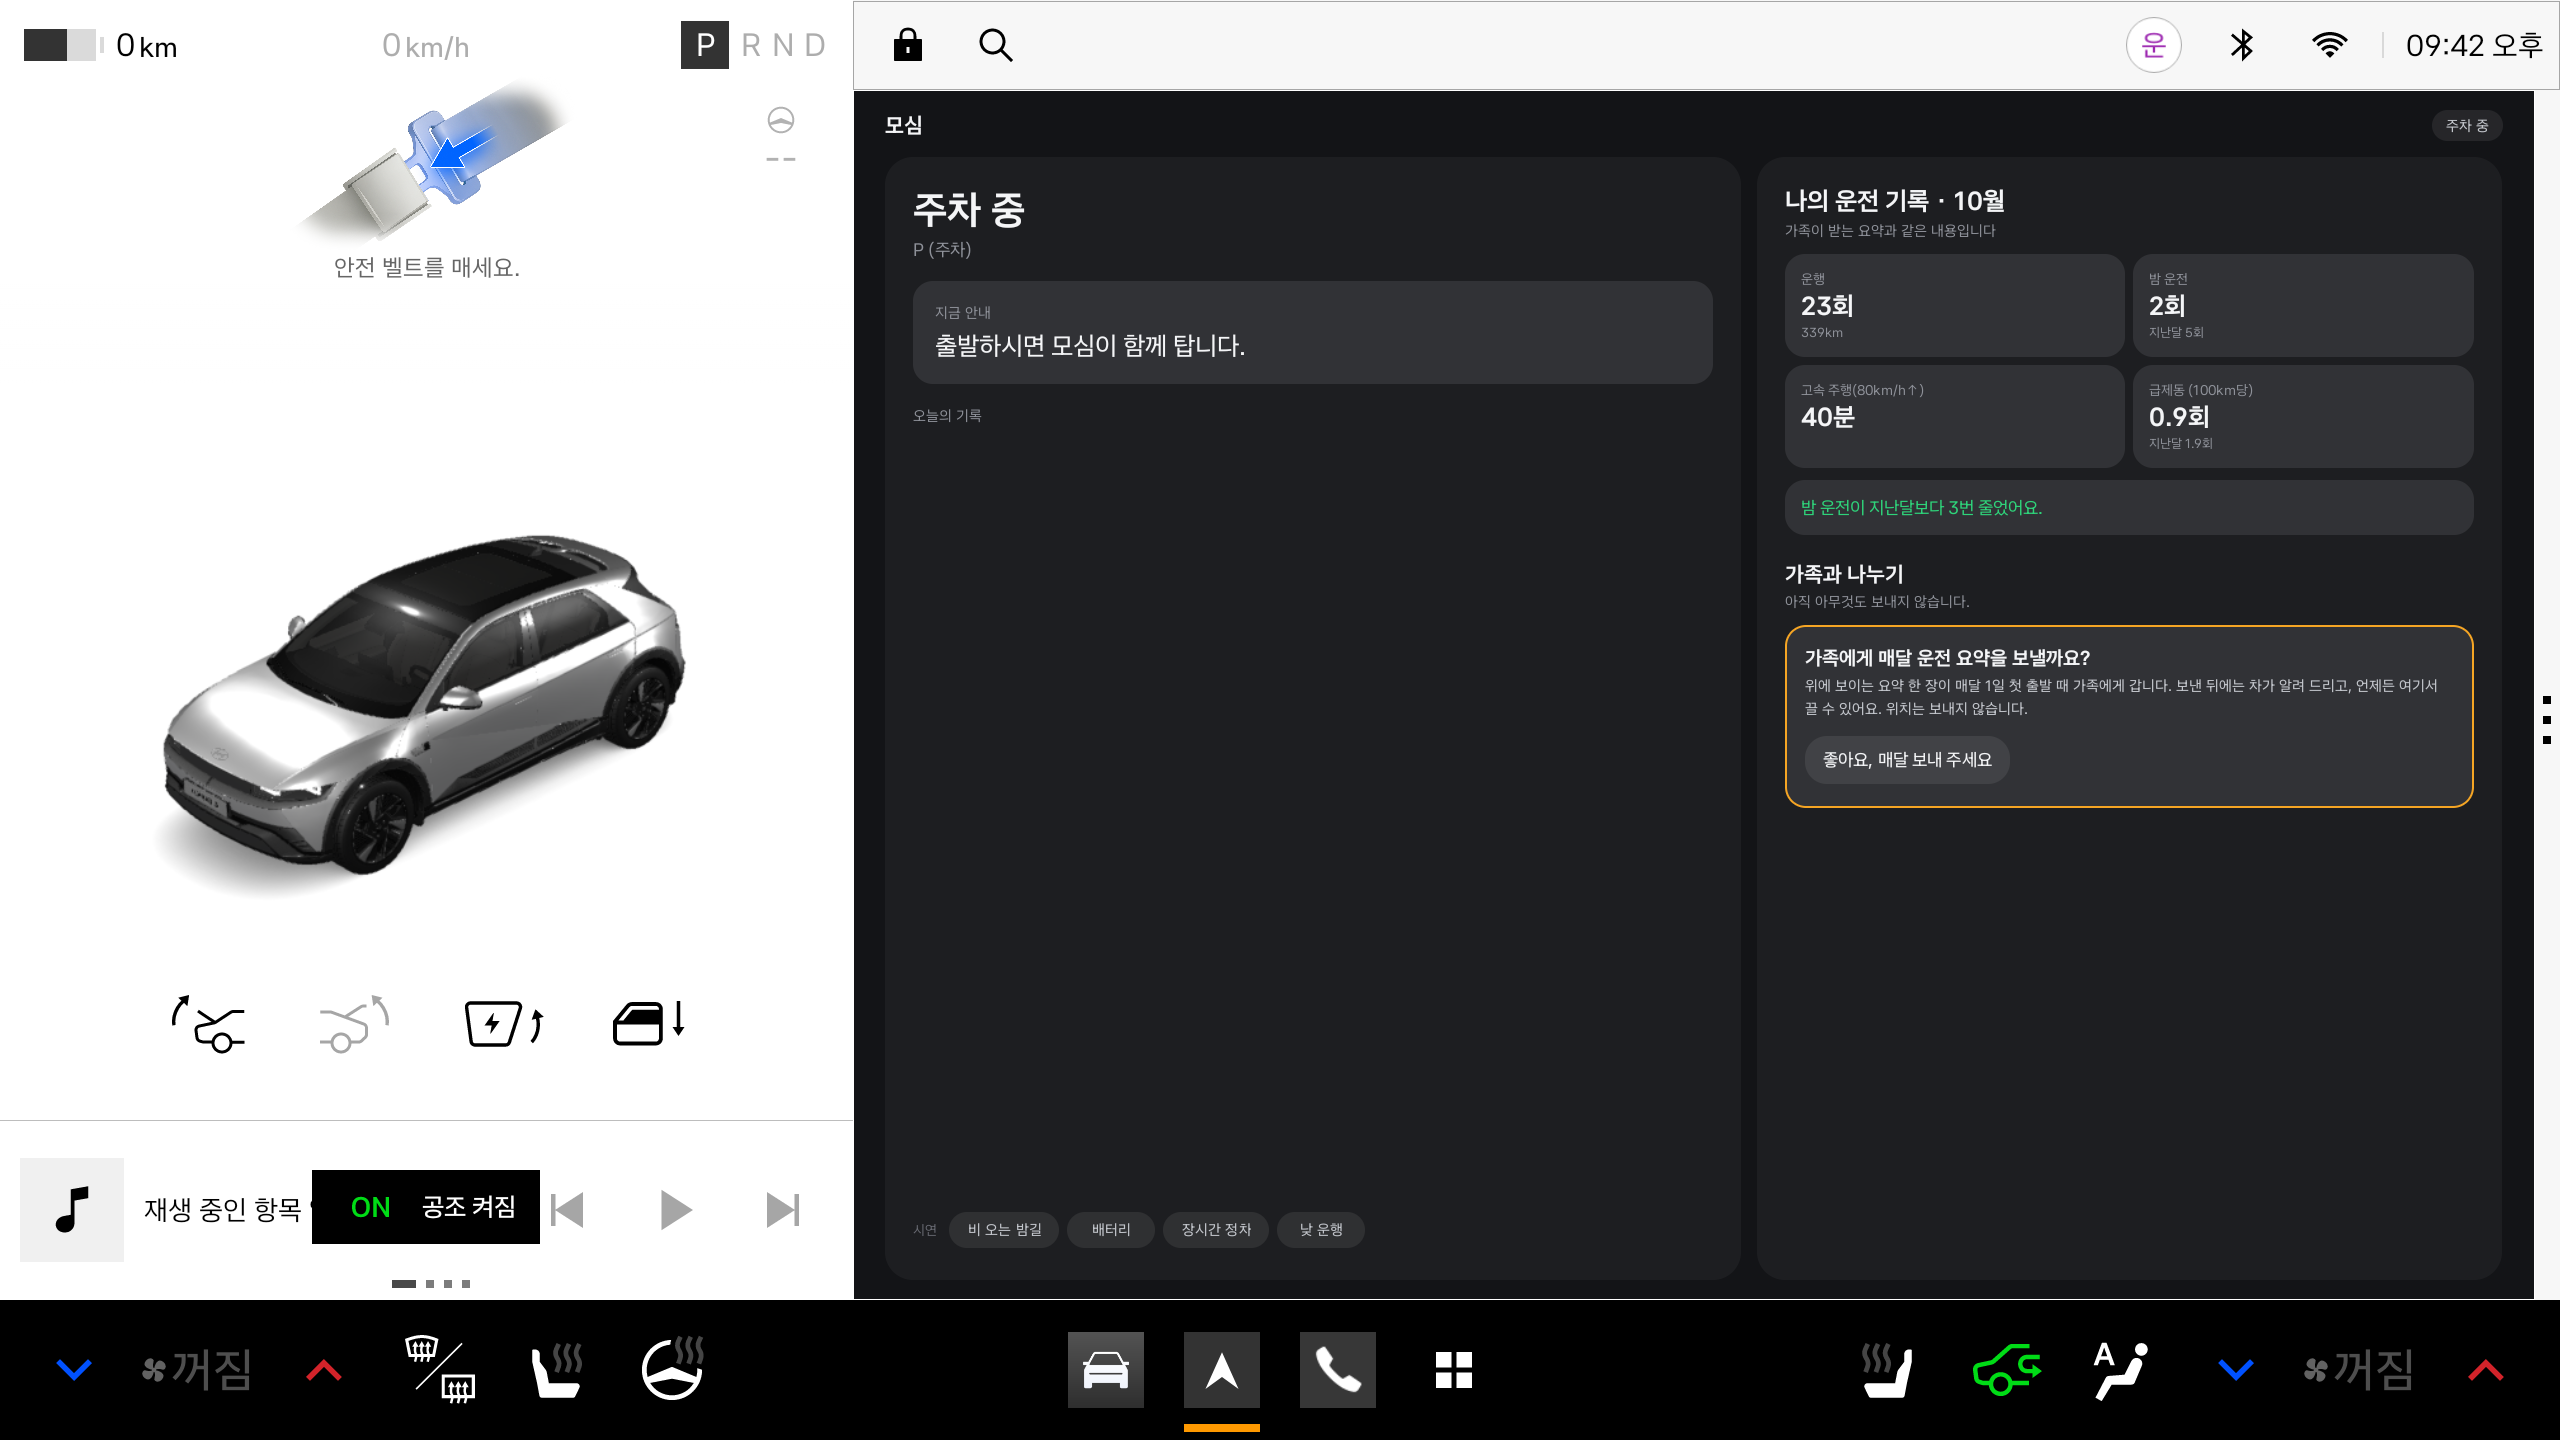 0 km
0 km/h
P R N D
안전 벨트를 매세요.
재생 중인 항목
ON 공조 켜짐
운
09:42 오후
모심
주차 중
주차 중
P (주차)
지금 안내
출발하시면 모심이 함께 탑니다.
오늘의 기록
시연
비 오는 밤길
배터리
장시간 정차
낮 운행
나의 운전 기록 · 10월
가족이 받는 요약과 같은 내용입니다
운행
23회
339km
밤 운전
2회
지난달 5회
고속 주행(80km/h↑)
40분
급제동 (100km당)
0.9회
지난달 1.9회
밤 운전이 지난달보다 3번 줄었어요.
가족과 나누기
아직 아무것도 보내지 않습니다.
가족에게 매달 운전 요약을 보낼까요?
위에 보이는 요약 한 장이 매달 1일 첫 출발 때 가족에게 갑니다. 보낸 뒤에는 차가 알려 드리고, 언제든 여기서
끌 수 있어요. 위치는 보내지 않습니다.
좋아요, 매달 보내 주세요
꺼짐
A
꺼짐